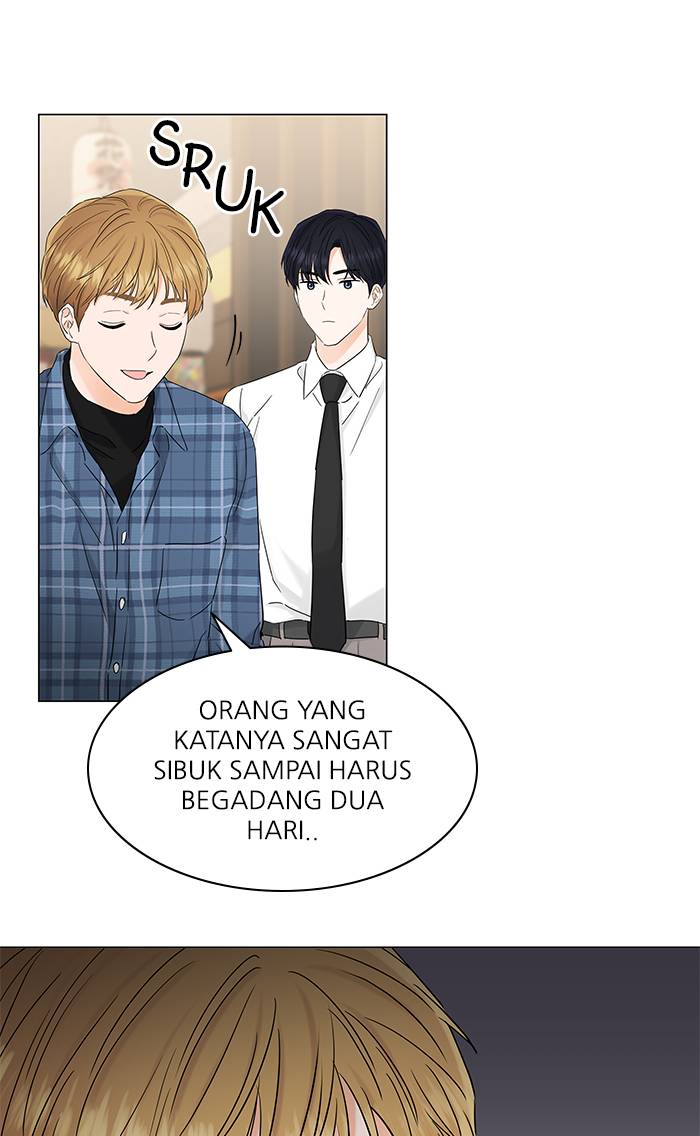 SRUK
ORANG YANG
KATANYA SANGAT
SIBUK SAMPAI HARUS
BEGADANG DUA
HARI..